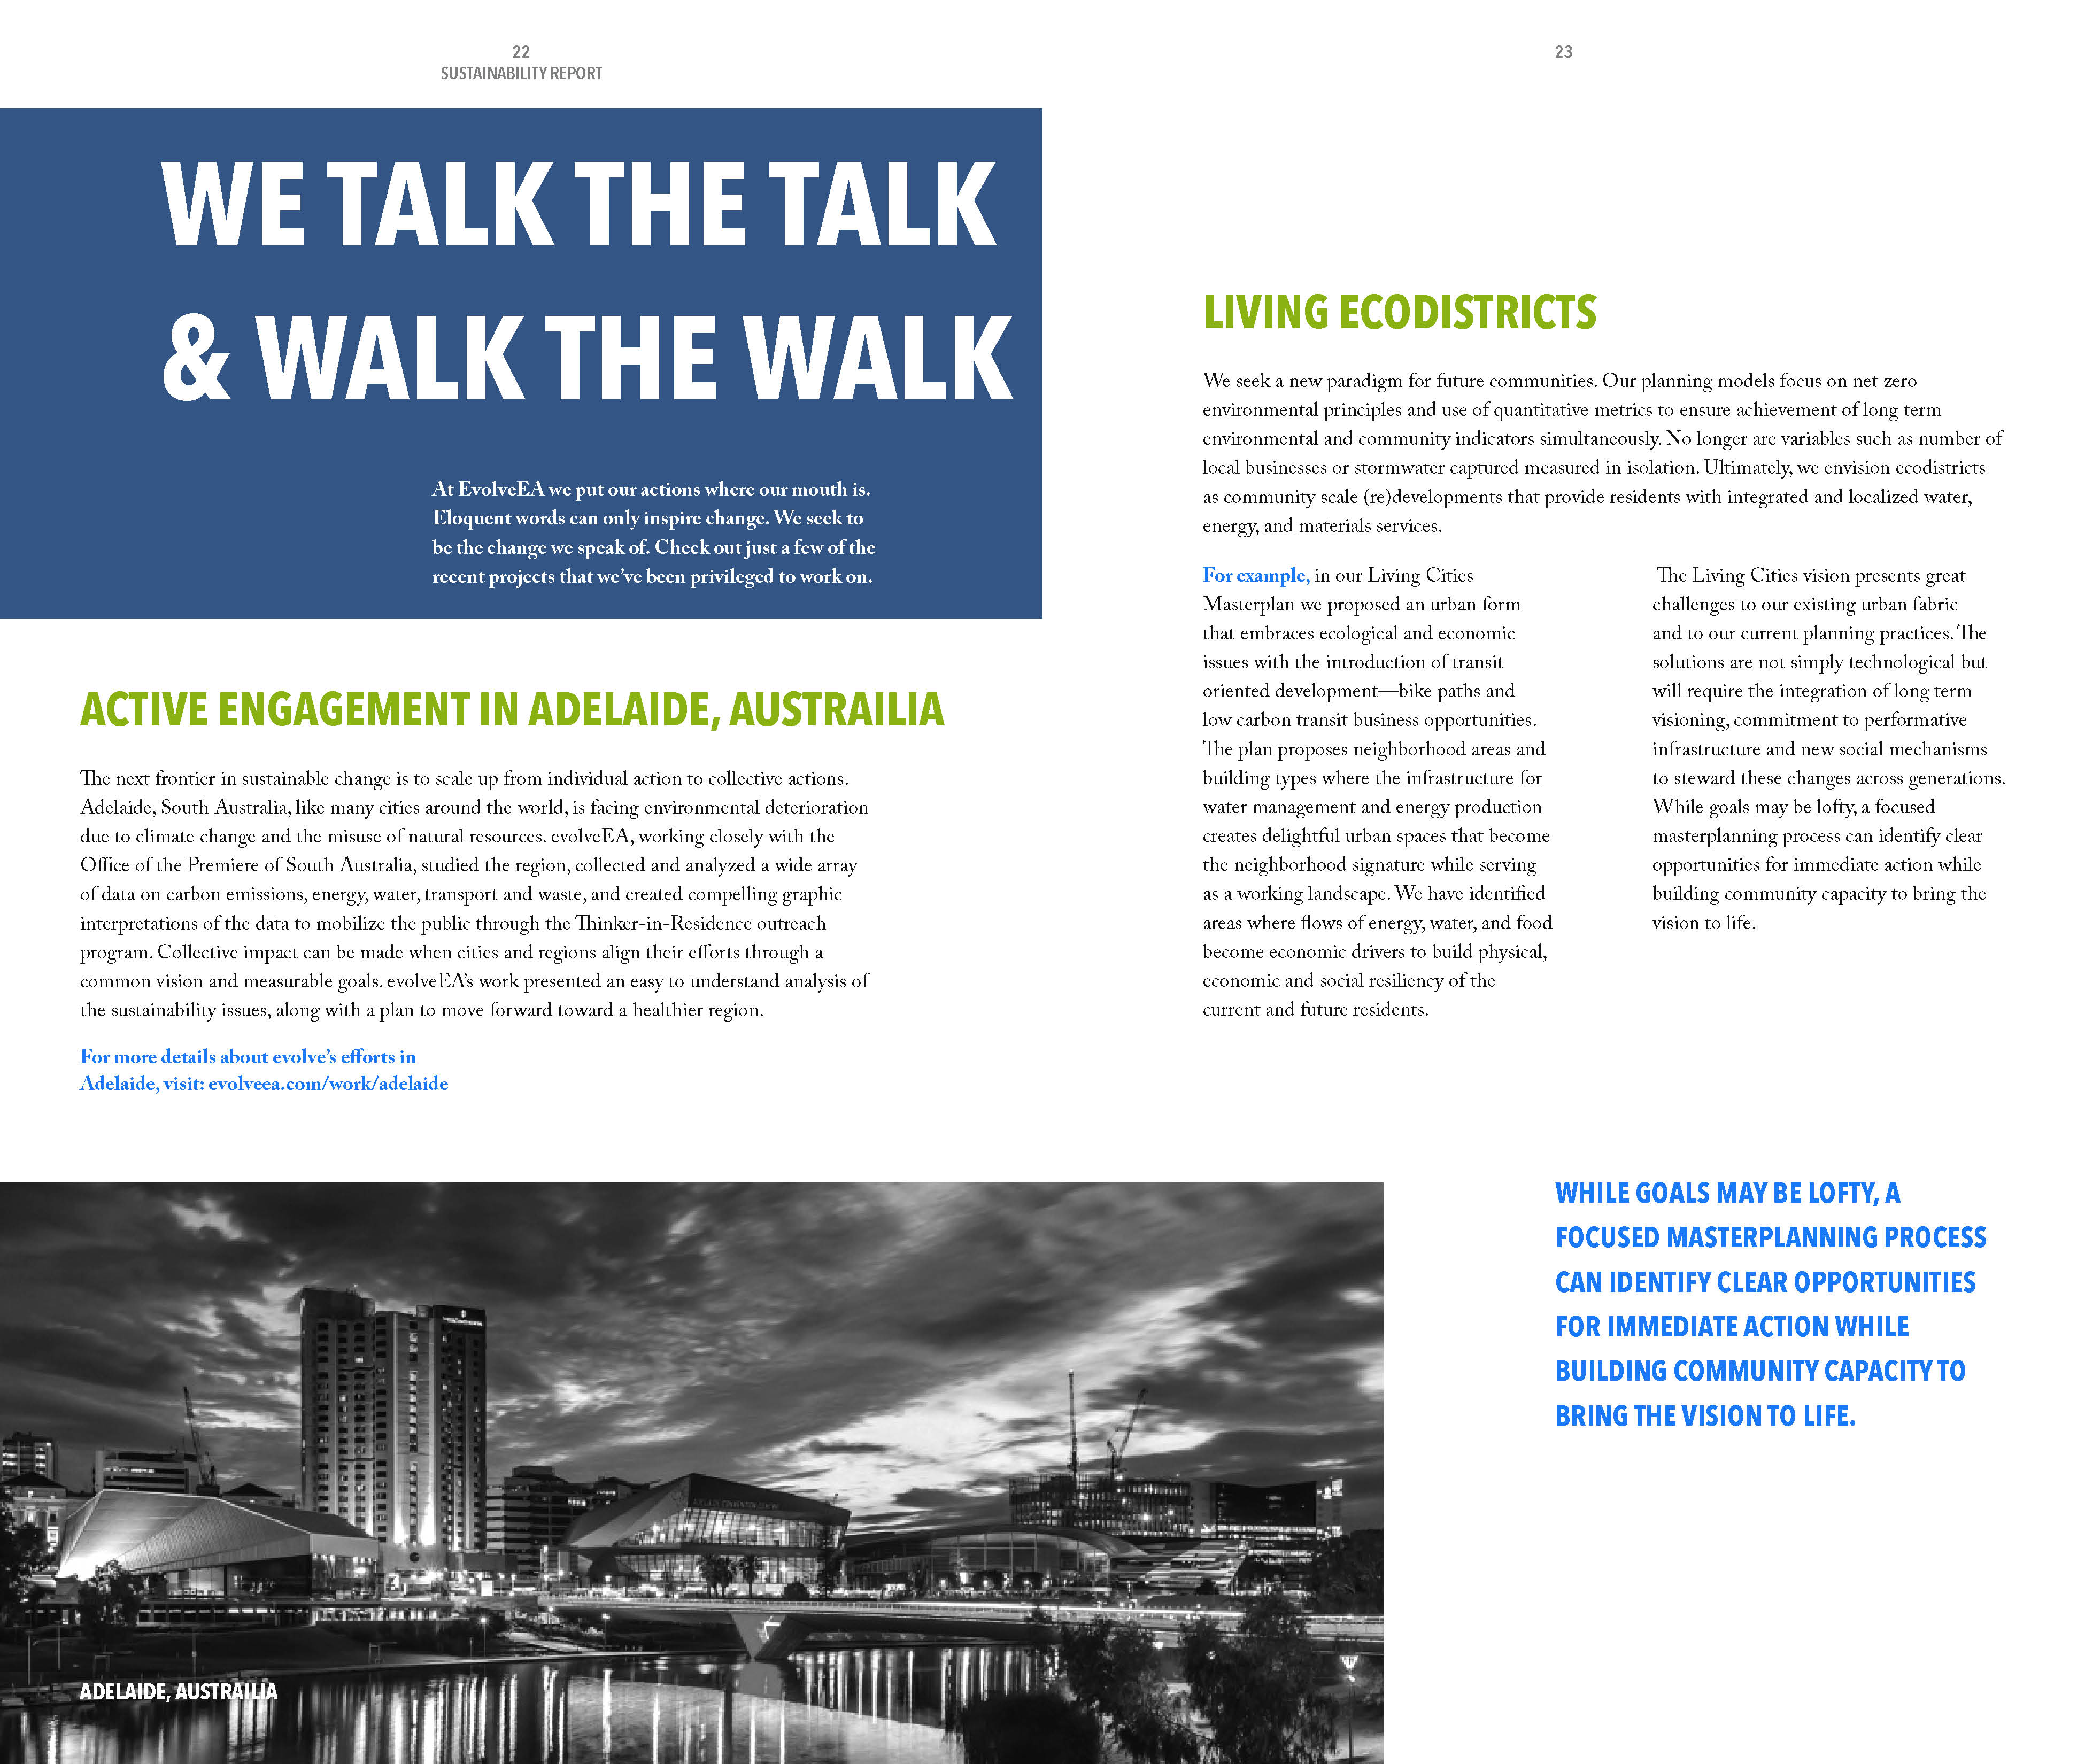 22
SUSTAINABILITY REPORT
WE TALK THE TALK
& WALK THE WALK
At EvolveEA we put our actions where our mouth is.
Eloquent words can only inspire change. We seek to
be the change we speak of. Check out just a few of the
recent projects that we’ve been privileged to work on.
ACTIVE ENGAGEMENT IN ADELAIDE, AUSTRAILIA
The next frontier in sustainable change is to scale up from individual action to collective actions.
Adelaide, South Australia, like many cities around the world, is facing environmental deterioration
due to climate change and the misuse of natural resources. evolveEA, working closely with the
Office of the Premiere of South Australia, studied the region, collected and analyzed a wide array
of data on carbon emissions, energy, water, transport and waste, and created compelling graphic
interpretations of the data to mobilize the public through the Thinker-in-Residence outreach
program. Collective impact can be made when cities and regions align their efforts through a
common vision and measurable goals. evolveEA’s work presented an easy to understand analysis of
the sustainability issues, along with a plan to move forward toward a healthier region.
For more details about evolve’s efforts in
Adelaide, visit: evolveea.com/work/adelaide
ADELAIDE CONVENTION CENTRE
ADELAIDE, AUSTRAILIA
23
LIVING ECODISTRICTS
We seek a new paradigm for future communities. Our planning models focus on net zero
environmental principles and use of quantitative metrics to ensure achievement of long term
environmental and community indicators simultaneously. No longer are variables such as number of
local businesses or stormwater captured measured in isolation. Ultimately, we envision ecodistricts
as community scale (re)developments that provide residents with integrated and localized water,
energy, and materials services.
For example, in our Living Cities
Masterplan we proposed an urban form
that embraces ecological and economic
issues with the introduction of transit
oriented development—bike paths and
low carbon transit business opportunities.
The plan proposes neighborhood areas and
building types where the infrastructure for
water management and energy production
creates delightful urban spaces that become
the neighborhood signature while serving
as a working landscape. We have identified
areas where flows of energy, water, and food
become economic drivers to build physical,
economic and social resiliency of the
current and future residents.
The Living Cities vision presents great
challenges to our existing urban fabric
and to our current planning practices. The
solutions are not simply technological but
will require the integration of long term
visioning, commitment to performative
infrastructure and new social mechanisms
to steward these changes across generations.
While goals may be lofty, a focused
masterplanning process can identify clear
opportunities for immediate action while
building community capacity to bring the
vision to life.
WHILE GOALS MAY BE LOFTY, A
FOCUSED MASTERPLANNING PROCESS
CAN IDENTIFY CLEAR OPPORTUNITIES
FOR IMMEDIATE ACTION WHILE
BUILDING COMMUNITY CAPACITY TO
BRING THE VISION TO LIFE.